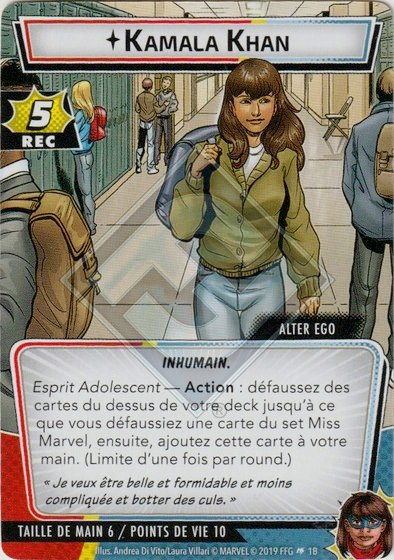 KAMALA KHAN
5
REC
ALTER EGO
INHUMAIN.
Esprit Adolescent — Action : défaussez des
cartes du dessus de votre deck jusqu'à ce
que vous défaussiez une carte du set Miss
Marvel, ensuite, ajoutez cette carte à votre
main. (Limite d'une fois par round.)
« Je veux être belle et formidable et moins
compliquée et botter des culs. »
TAILLE DE MAIN 6 / POINTS DE VIE 10
Illus. Andrea Di Vito/Laura Villari © MARVEL © 2019 FFG 18